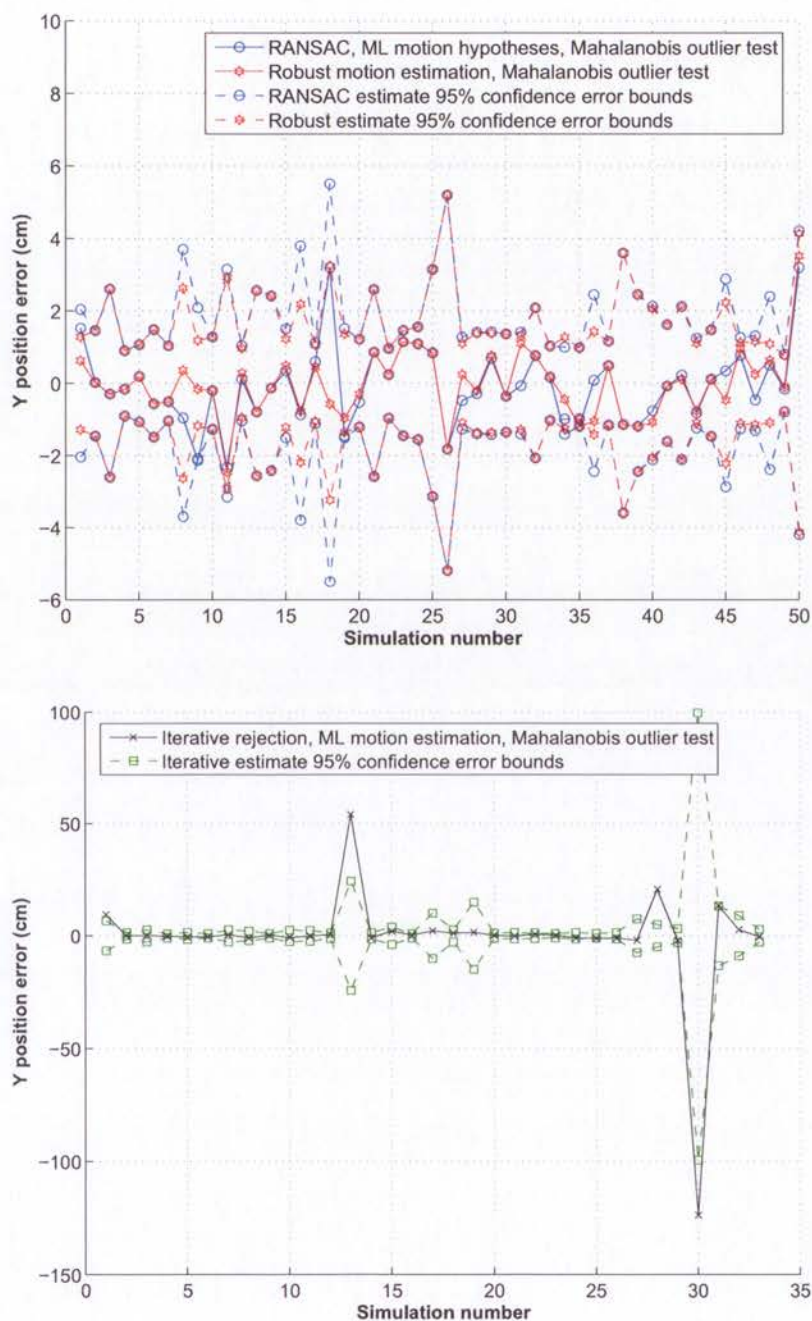 10
8
6
4
2
0
−2
−4
−6
Y position error (cm)
RANSAC, ML motion hypotheses, Mahalanobis outlier test
Robust motion estimation, Mahalanobis outlier test
RANSAC estimate 95% confidence error bounds
Robust estimate 95% confidence error bounds
0 5 10 15 20 25 30 35 40 45 50
Simulation number
100
50
0
−50
−100
−150
Y position error (cm)
Iterative rejection, ML motion estimation, Mahalanobis outlier test
Iterative estimate 95% confidence error bounds
0 5 10 15 20 25 30 35
Simulation number